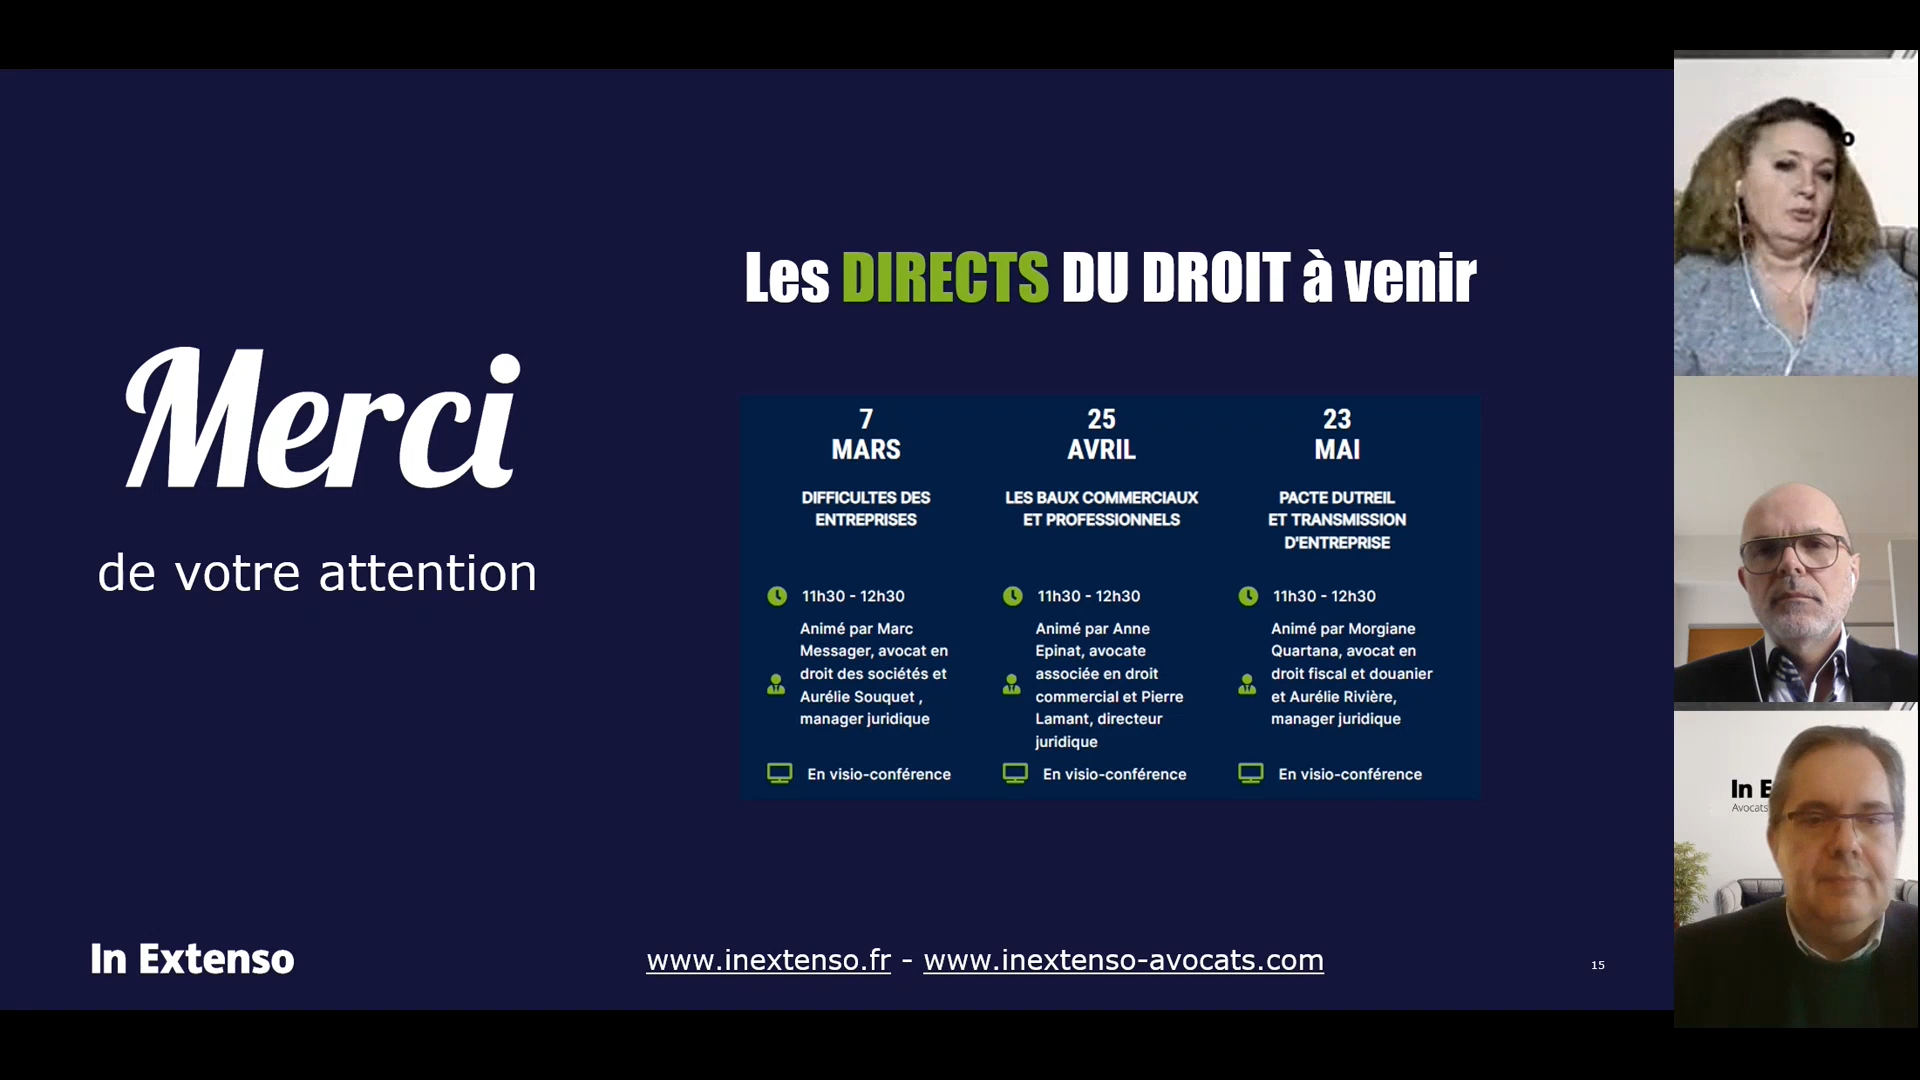 Les DIRECTS DU DROIT à venir
Merci
de votre attention
7
MARS
DIFFICULTES DES
ENTREPRISES
11h30 - 12h30
Animé par Marc
Messager, avocat en
droit des sociétés et
Aurélie Souquet ,
manager juridique
En visio-conférence
25
AVRIL
LES BAUX COMMERCIAUX
ET PROFESSIONNELS
11h30 - 12h30
Animé par Anne
Epinat, avocate
associée en droit
commercial et Pierre
Lamant, directeur
juridique
En visio-conférence
23
MAI
PACTE DUTREIL
ET TRANSMISSION
D'ENTREPRISE
11h30 - 12h30
Animé par Morgiane
Quartana, avocat en
droit fiscal et douanier
et Aurélie Rivière,
manager juridique
En visio-conférence
In Extenso
www.inextenso.fr - www.inextenso-avocats.com
15
o
In E
Avocats